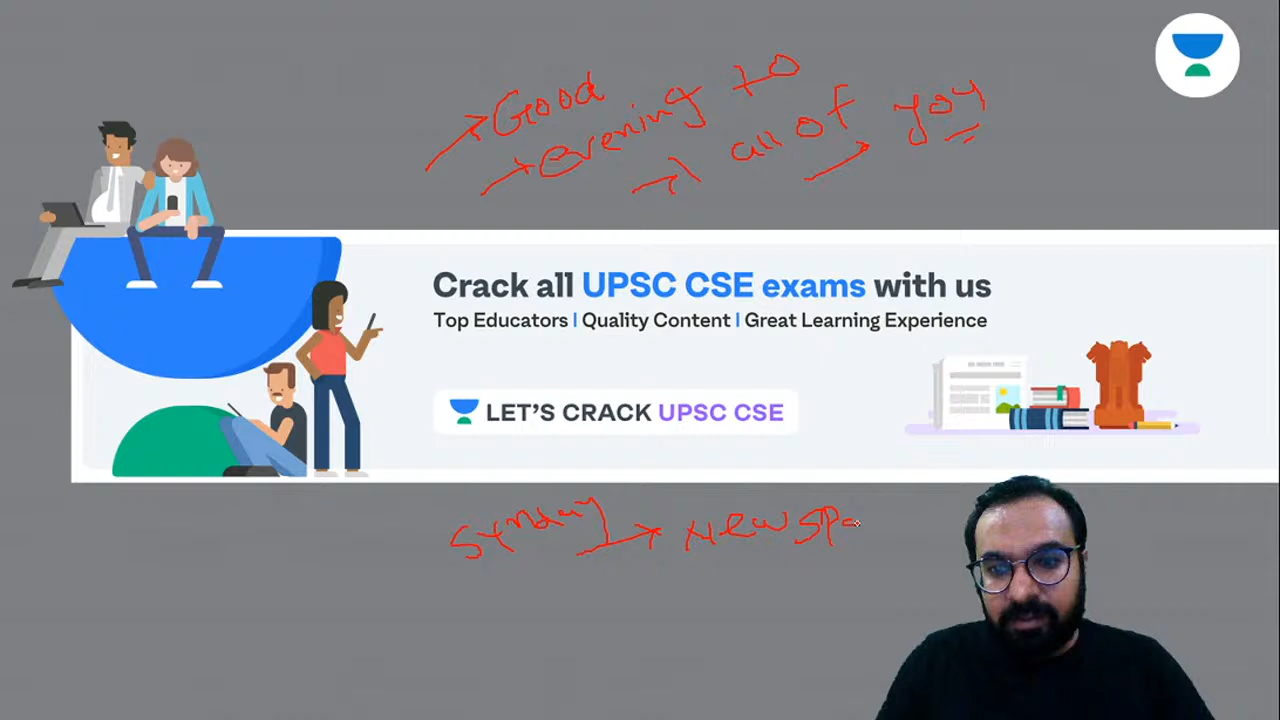 Good
evening to
all of you
Crack all UPSC CSE exams with us
Top Educators | Quality Content | Great Learning Experience
LET'S CRACK UPSC CSE
Sunday Newspa